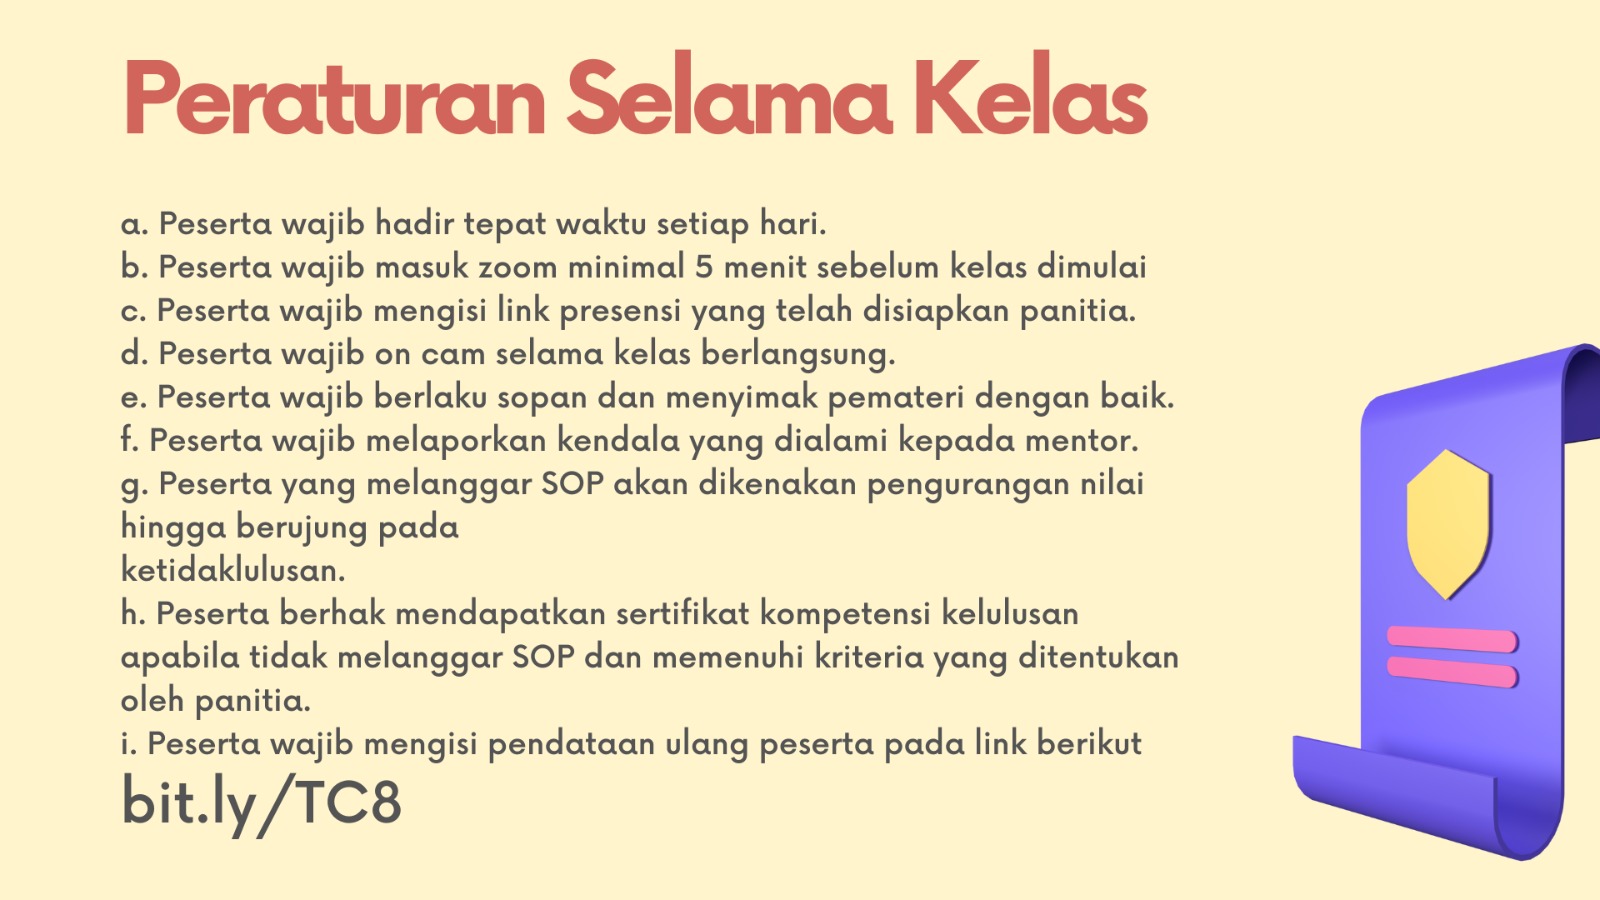 Peraturan Selama Kelas
a. Peserta wajib hadir tepat waktu setiap hari.
b. Peserta wajib masuk zoom minimal 5 menit sebelum kelas dimulai
c. Peserta wajib mengisi link presensi yang telah disiapkan panitia.
d. Peserta wajib on cam selama kelas berlangsung.
e. Peserta wajib berlaku sopan dan menyimak pemateri dengan baik.
f. Peserta wajib melaporkan kendala yang dialami kepada mentor.
g. Peserta yang melanggar SOP akan dikenakan pengurangan nilai
hingga berujung pada
ketidaklulusan.
h. Peserta berhak mendapatkan sertifikat kompetensi kelulusan
apabila tidak melanggar SOP dan memenuhi kriteria yang ditentukan
oleh panitia.
i. Peserta wajib mengisi pendataan ulang peserta pada link berikut
bit.ly/TC8